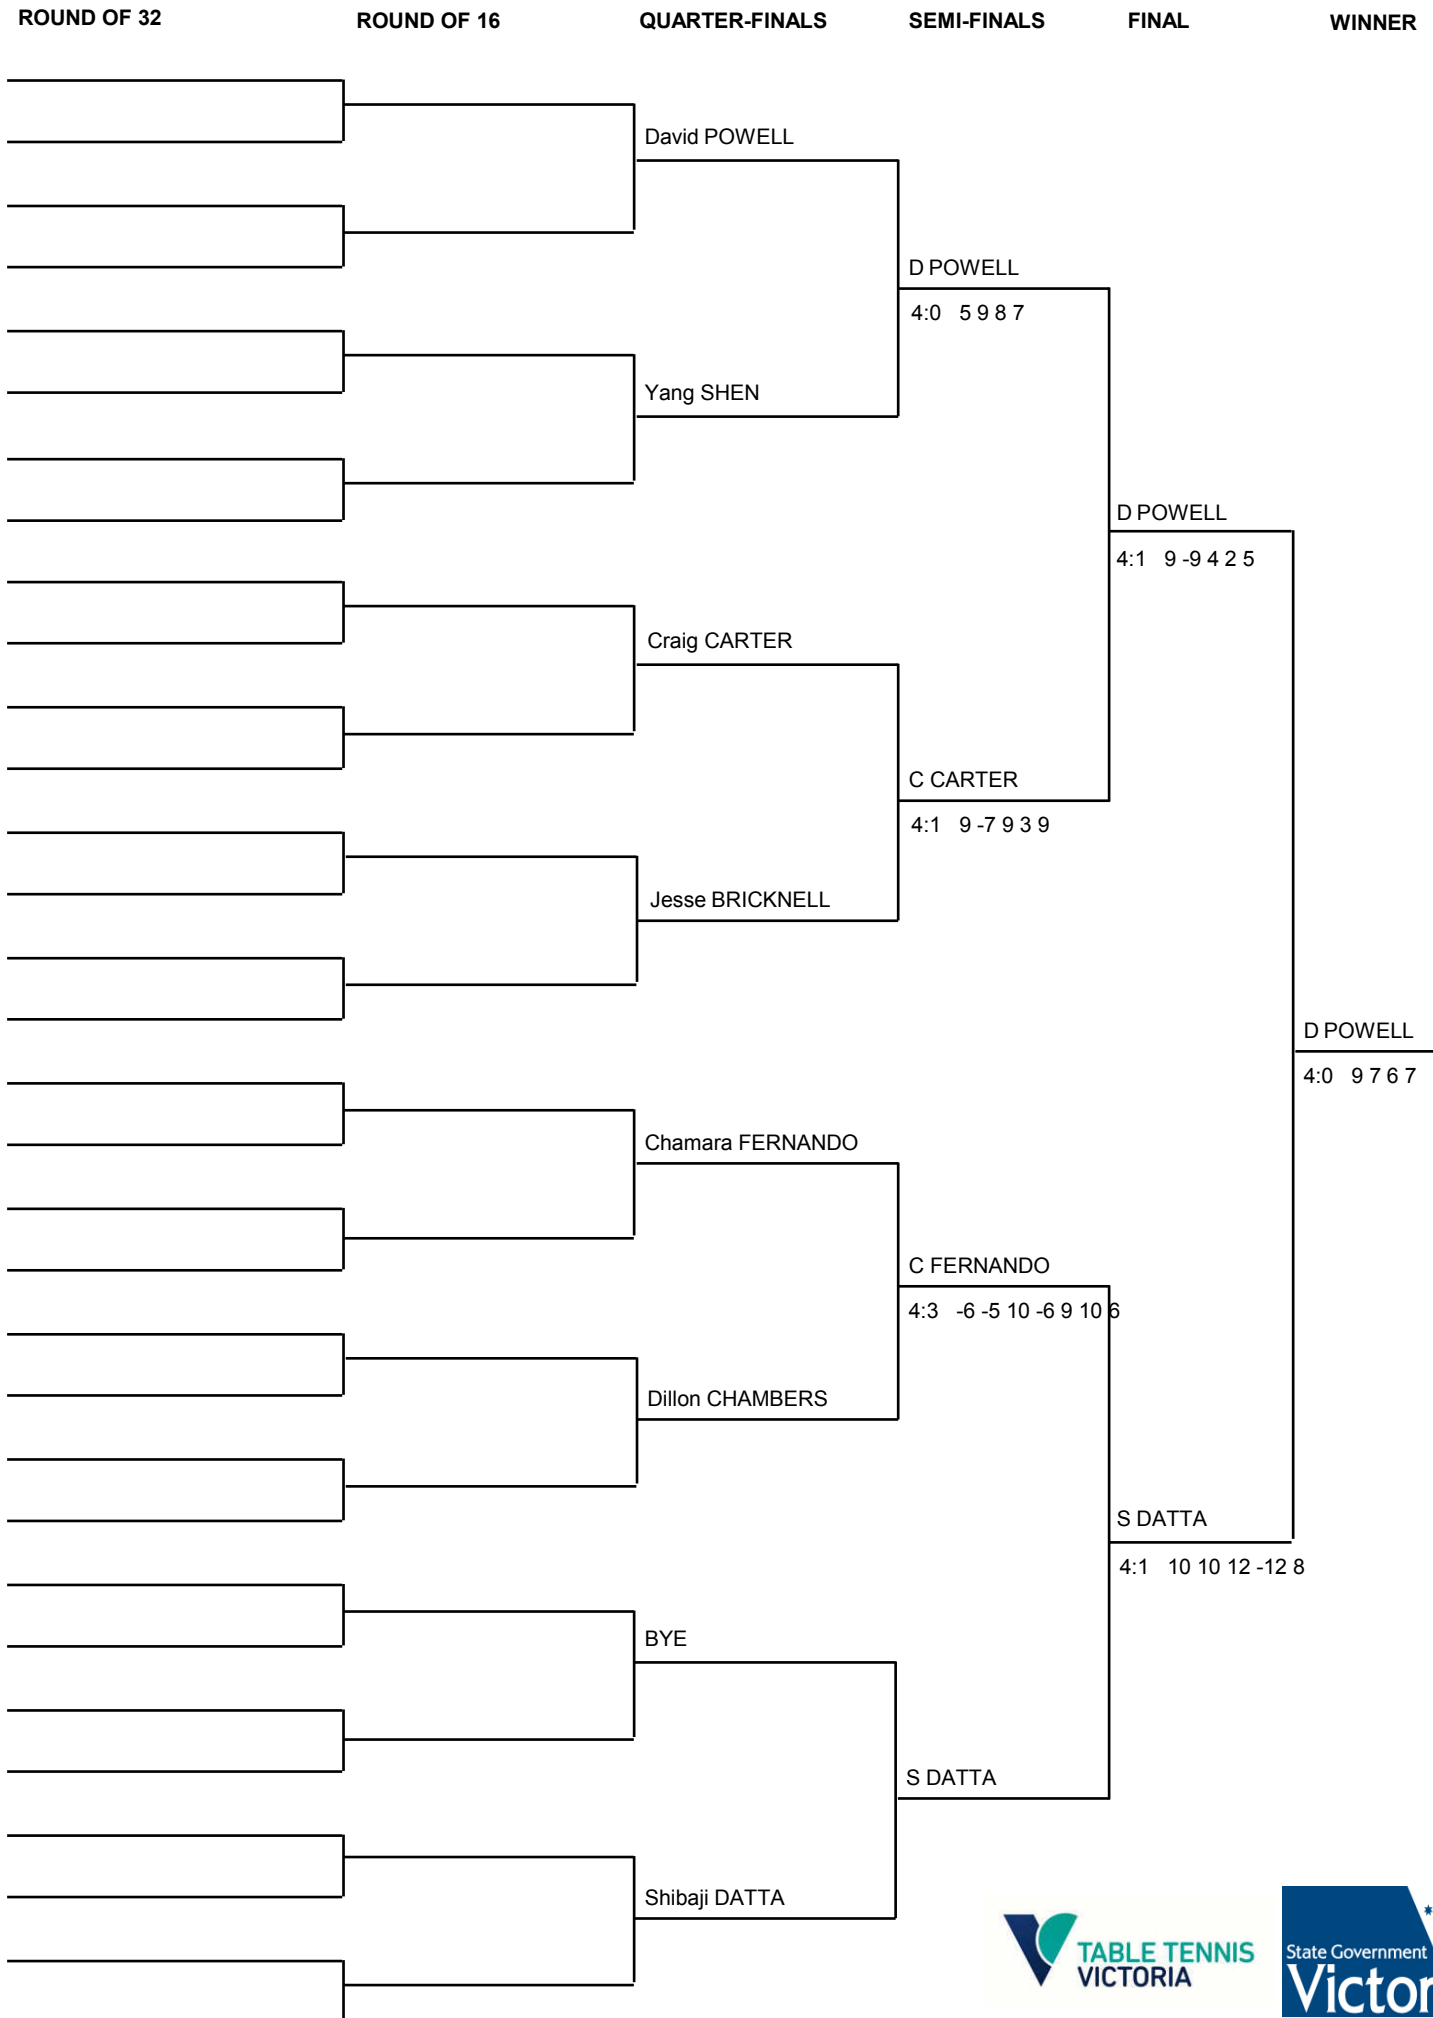 ROUND OF 32 ROUND OF 16 QUARTER-FINALS SEMI-FINALS FINAL WINNER
David POWELL
D POWELL
4:0 5 9 8 7
Yang SHEN
D POWELL
4:1 9 -9 4 2 5
Craig CARTER
C CARTER
4:1 9 -7 9 3 9
Jesse BRICKNELL
D POWELL
4:0 9 7 6 7
Chamara FERNANDO
C FERNANDO
4:3 -6 -5 10 -6 9 10 6
Dillon CHAMBERS
S DATTA
4:1 10 10 12 -12 8
BYE
S DATTA
Shibaji DATTA
TABLE TENNIS
VICTORIA
State Government
Victor